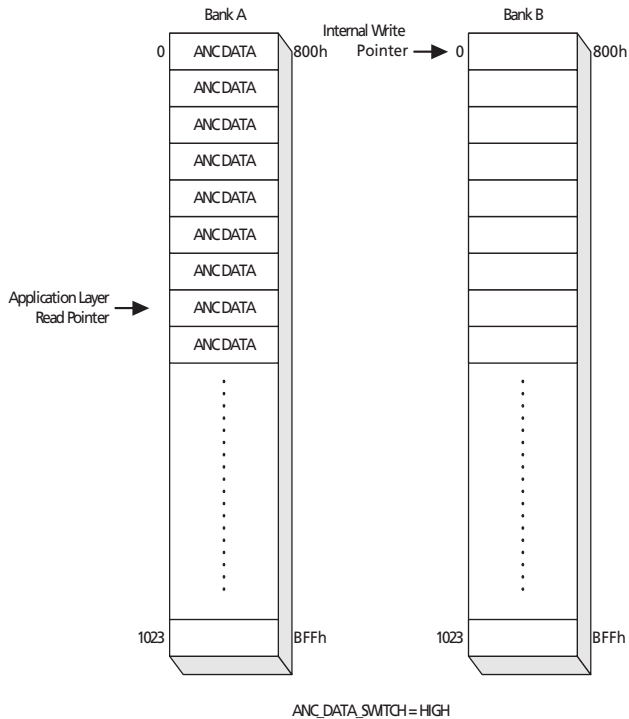 Bank A
0 ANC DATA 800h
ANC DATA
ANC DATA
ANC DATA
ANC DATA
ANC DATA
ANC DATA
Application Layer
Read Pointer
ANC DATA
ANC DATA
1023 BFFh
Bank B
Internal Write
Pointer
0 800h
1023 BFFh
ANC_DATA_SWITCH = HIGH